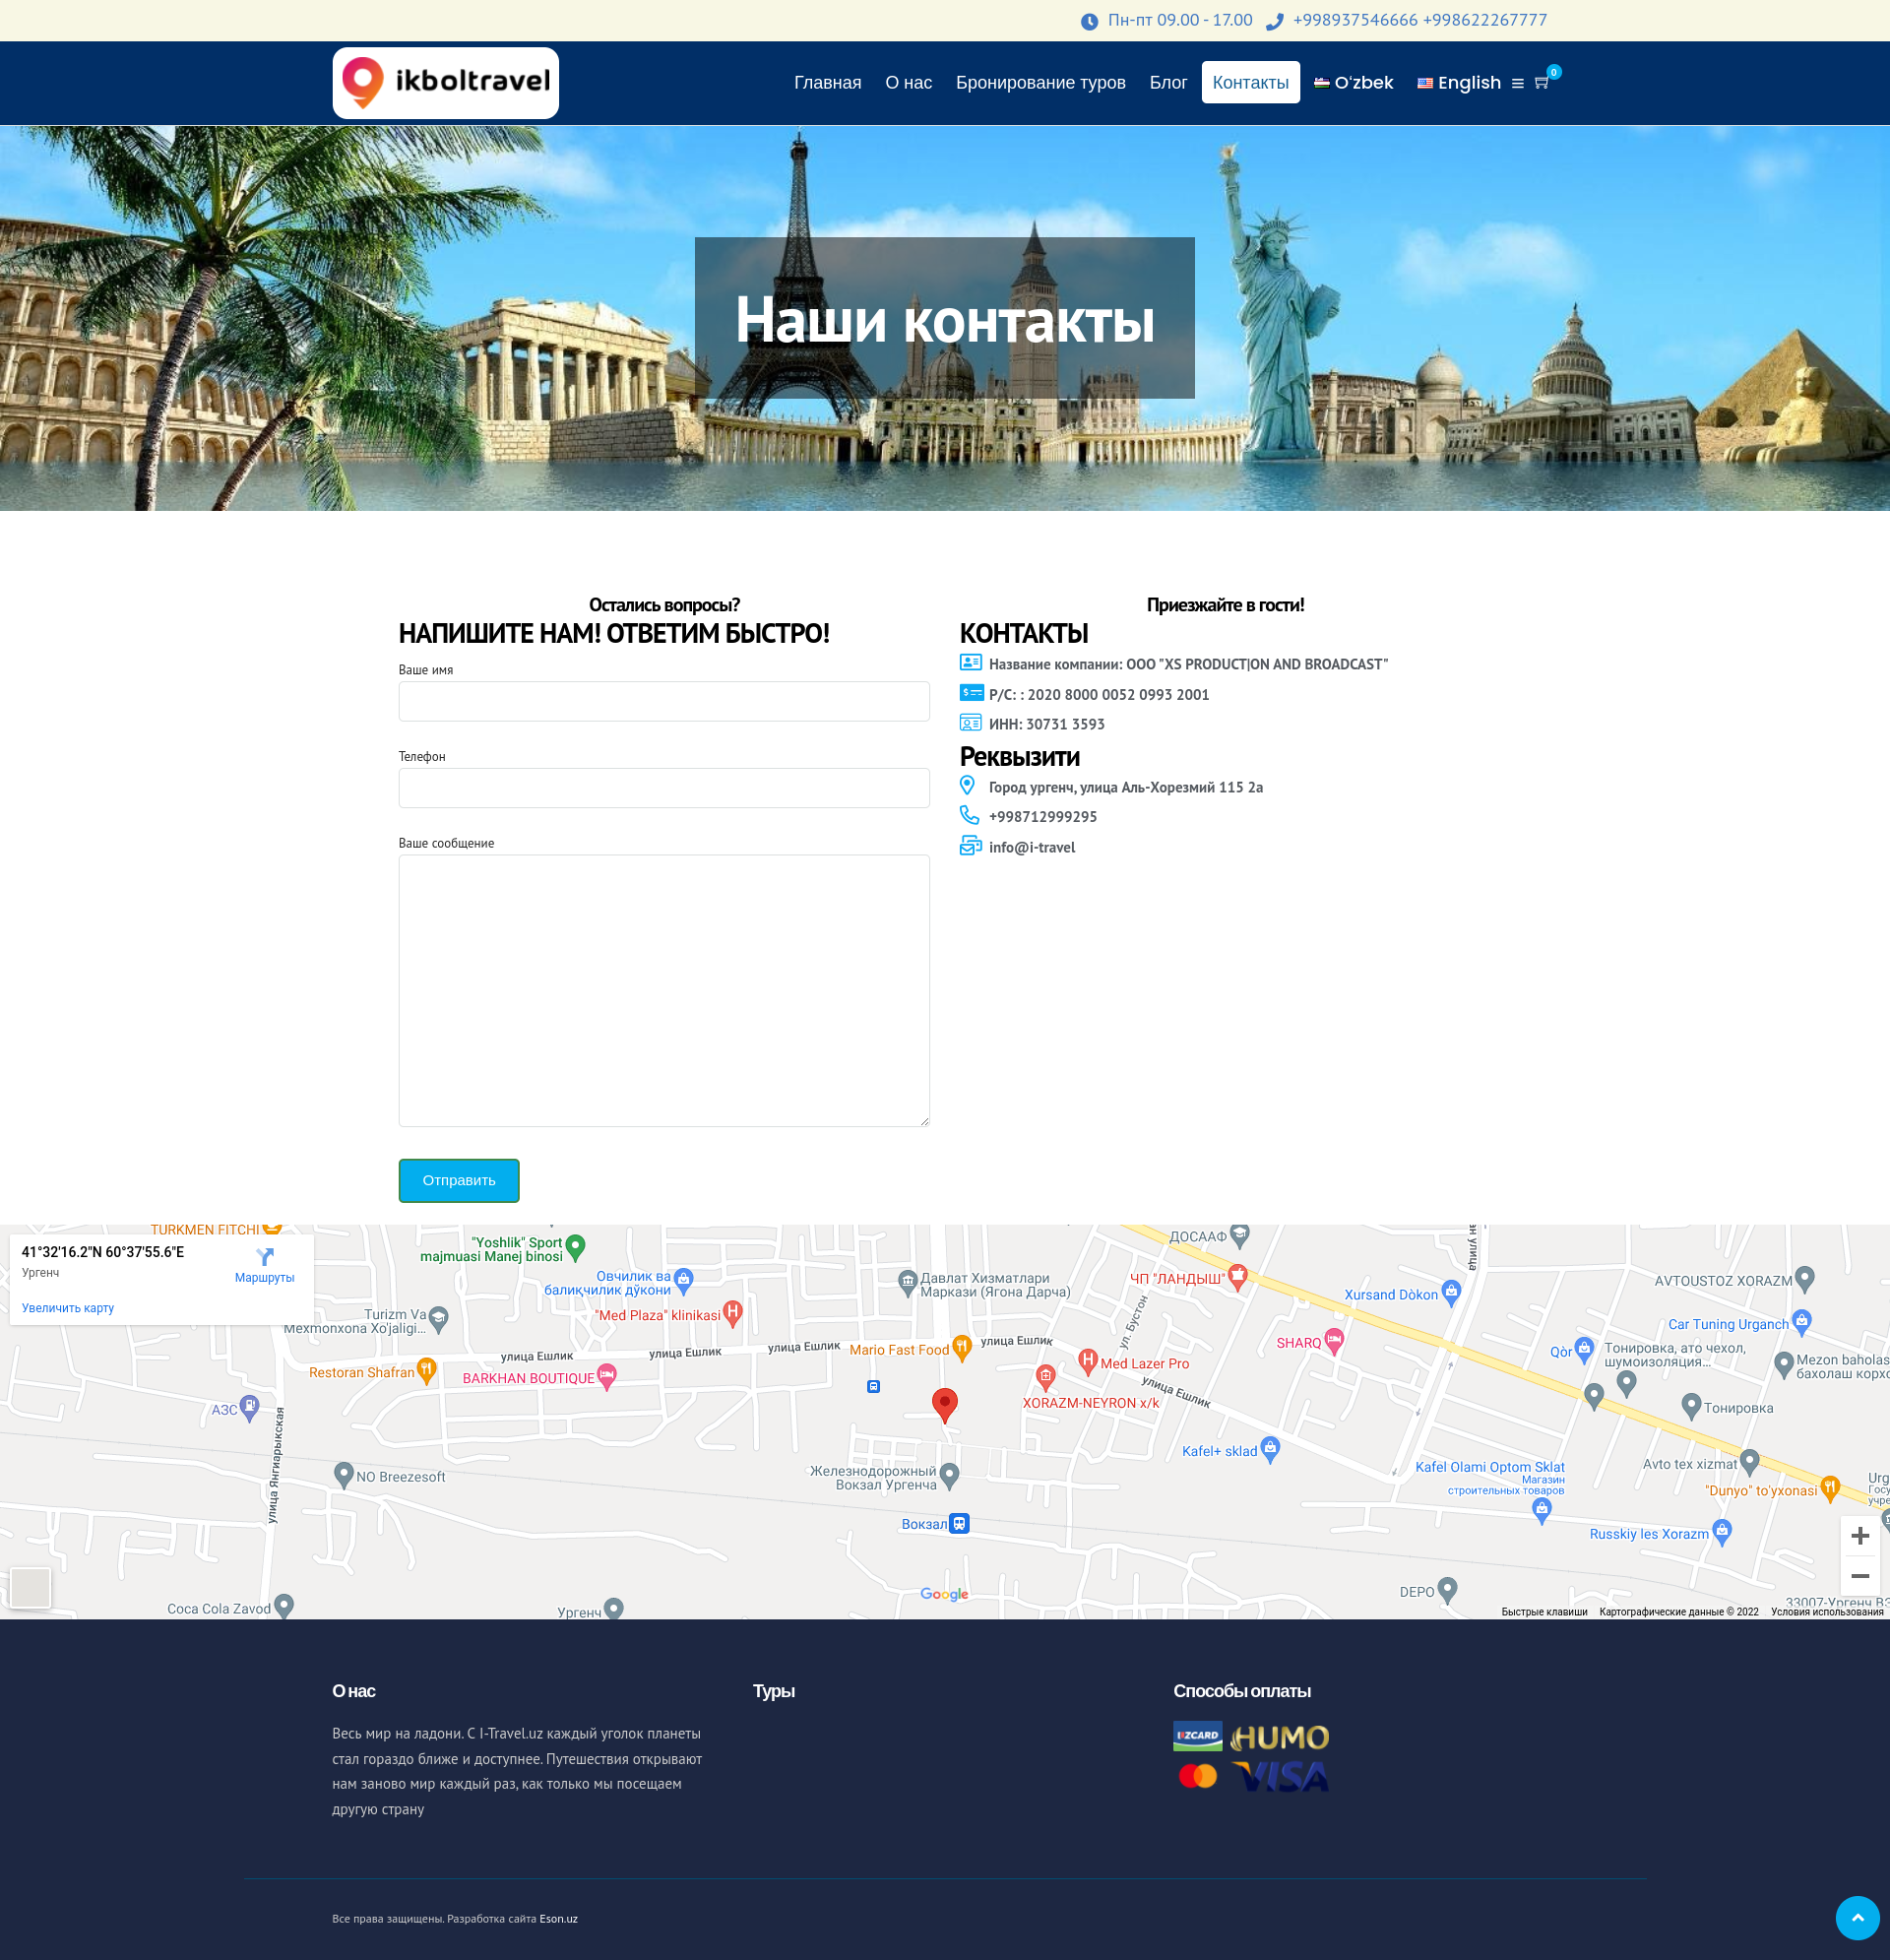 Пн-пт 09.00 - 17.00 +998937546666 +998622267777
ikboltravel
Главная О нас Бронирование туров Блог Контакты O‘zbek English 0
Наши контакты
Остались вопросы?
НАПИШИТЕ НАМ! ОТВЕТИМ БЫСТРО!
Ваше имя
Телефон
Ваше сообщение
Отправить
Приезжайте в гости!
КОНТАКТЫ
Название компании: ООО "XS PRODUCT|ON AND BROADCAST"
Р/С: : 2020 8000 0052 0993 2001
ИНН: 30731 3593
Реквызити
Город ургенч, улица Аль-Хорезмий 115 2а
+998712999295
info@i-travel
TURKMEN FITCHI
41°32'16.2"N 60°37'55.6"E
Ургенч
Маршруты
Увеличить карту
"Yoshlik" Sport
majmuasi Manej binosi
Овчилик ва
балиқчилик дўкони
Давлат Хизматлари
Маркази (Ягона Дарча)
ДОСААФ
ЧП "ЛАНДЫШ"
Xursand Dòkon
AVTOUSTOZ XORAZM
Turizm Va
Mexmonxona Xo'jaligi...
"Med Plaza" klinikasi
Car Tuning Urganch
ул. Бустон
SHARQ
Qòr
Тонировка, ато чехол,
шумоизоляция...
Mezon baholas
бахолаш корхо
улица Ешлик
улица Ешлик
улица Ешлик
улица Ешлик
Mario Fast Food
Med Lazer Pro
Restoran Shafran
BARKHAN BOUTIQUE
XORAZM-NEYRON x/k
улица Ешлик
АЗС
Тонировка
улица Янгиарыкская
Kafel+ sklad
NO Breezesoft
Железнодорожный
Вокзал Ургенча
Kafel Olami Optom Sklat
Магазин
строительных товаров
Avto tex xizmat
"Dunyo" to'yxonasi
Urg
Госу
учре
Вокзал
Russkiy les Xorazm
Coca Cola Zavod
Ургенч
Google
DEPO
33007-Ургенч ВЗ
Быстрые клавиши Картографические данные © 2022 Условия использования
О нас
Весь мир на ладони. С I-Travel.uz каждый уголок планеты
стал гораздо ближе и доступнее. Путешествия открывают
нам заново мир каждый раз, как только мы посещаем
другую страну
Туры
Способы оплаты
UZCARD HUMO
VISA
Все права защищены. Разработка сайта Eson.uz